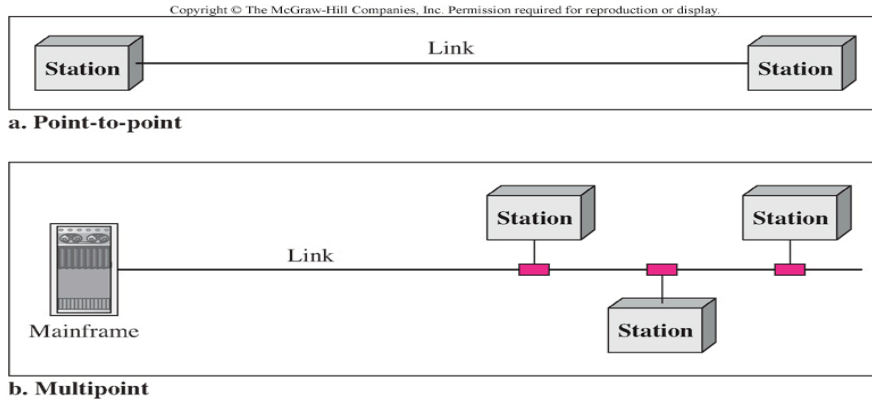 Copyright © The McGraw-Hill Companies, Inc. Permission required for reproduction or display.
Link
Station
Station
a. Point-to-point
Station
Station
Link
Station
Mainframe
b. Multipoint